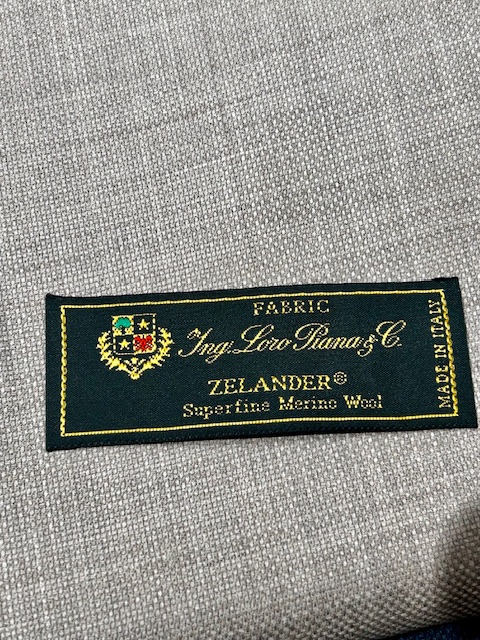 FABRIC
Ing. Loro Piana & C.
ZELANDER®
Superfine Merino Wool
MADE IN ITALY